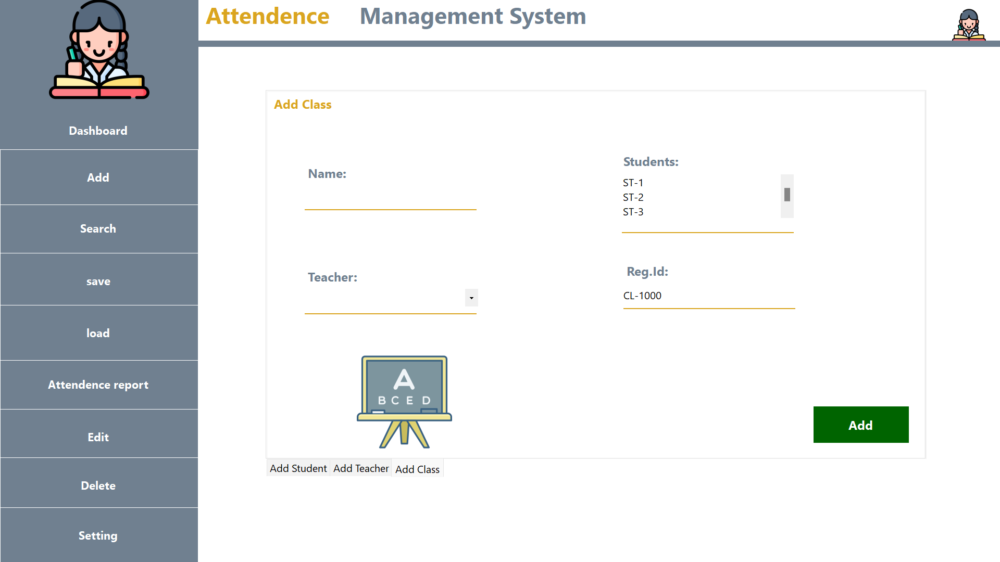 Attendence Management System
Dashboard
Add
Search
save
load
Attendence report
Edit
Delete
Setting
Add Class
Name:
Students:
ST-1
ST-2
ST-3
Teacher:
Reg.Id:
CL-1000
A
B C E D
Add
Add Student Add Teacher Add Class